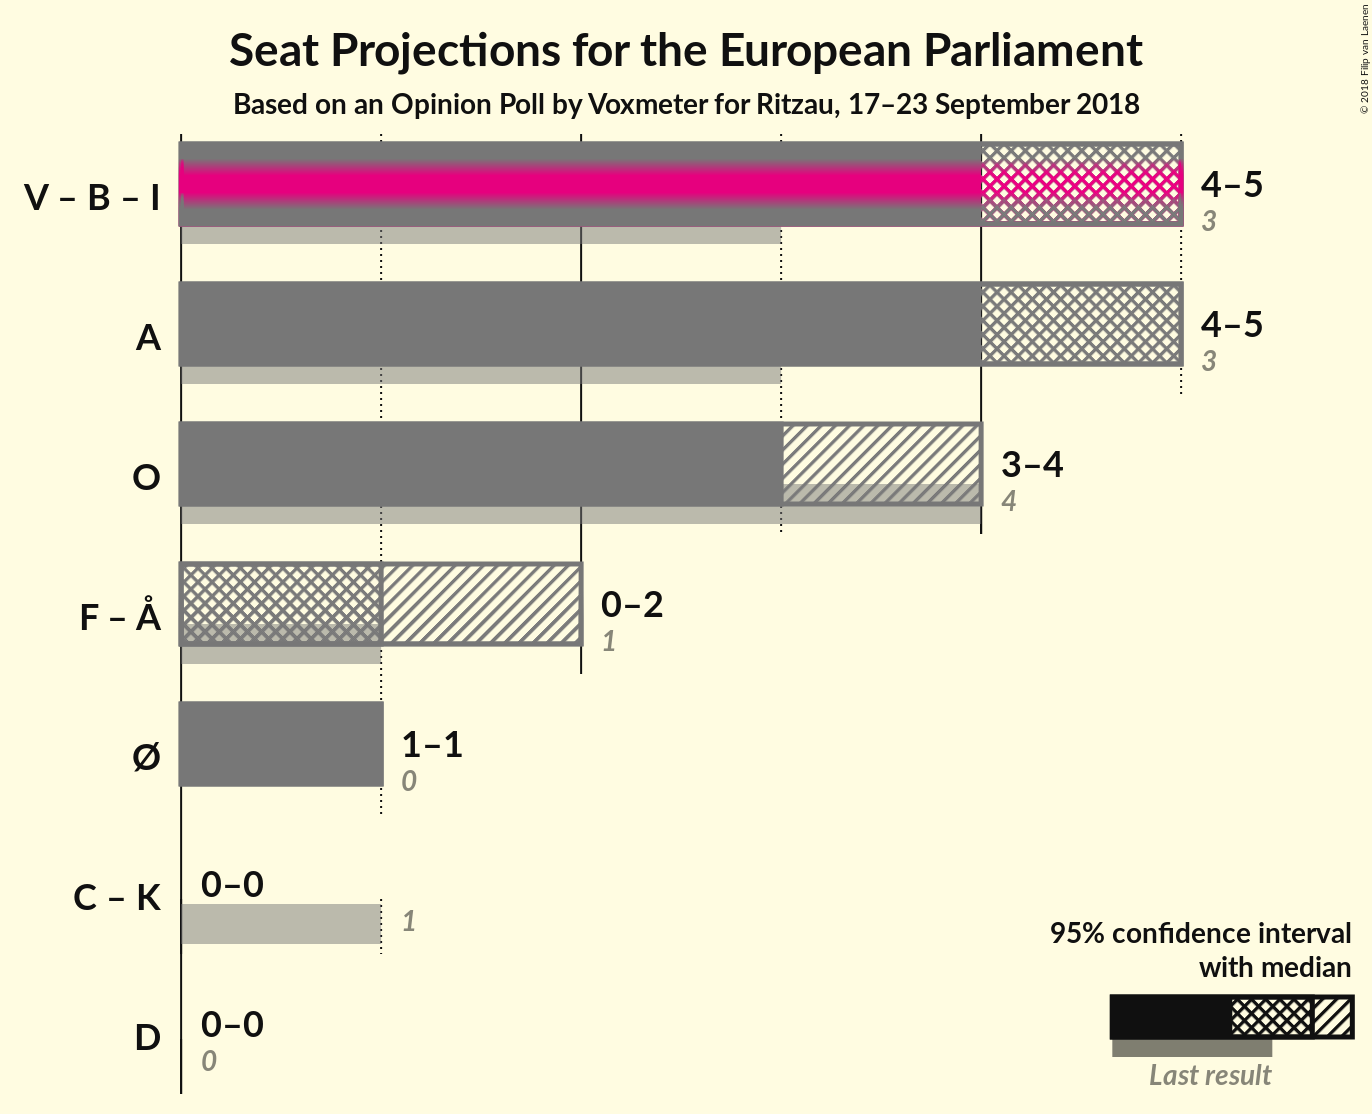 Seat Projections for the European Parliament
Based on an Opinion Poll by Voxmeter for Ritzau, 17–23 September 2018
© 2018 Filip van Laenen
V – B – I
4–5
3
A
4–5
3
O
3–4
4
F – Å
0–2
1
Ø
1–1
0
C – K
0–0
1
D
0–0
0
95% confidence interval
with median
Last result